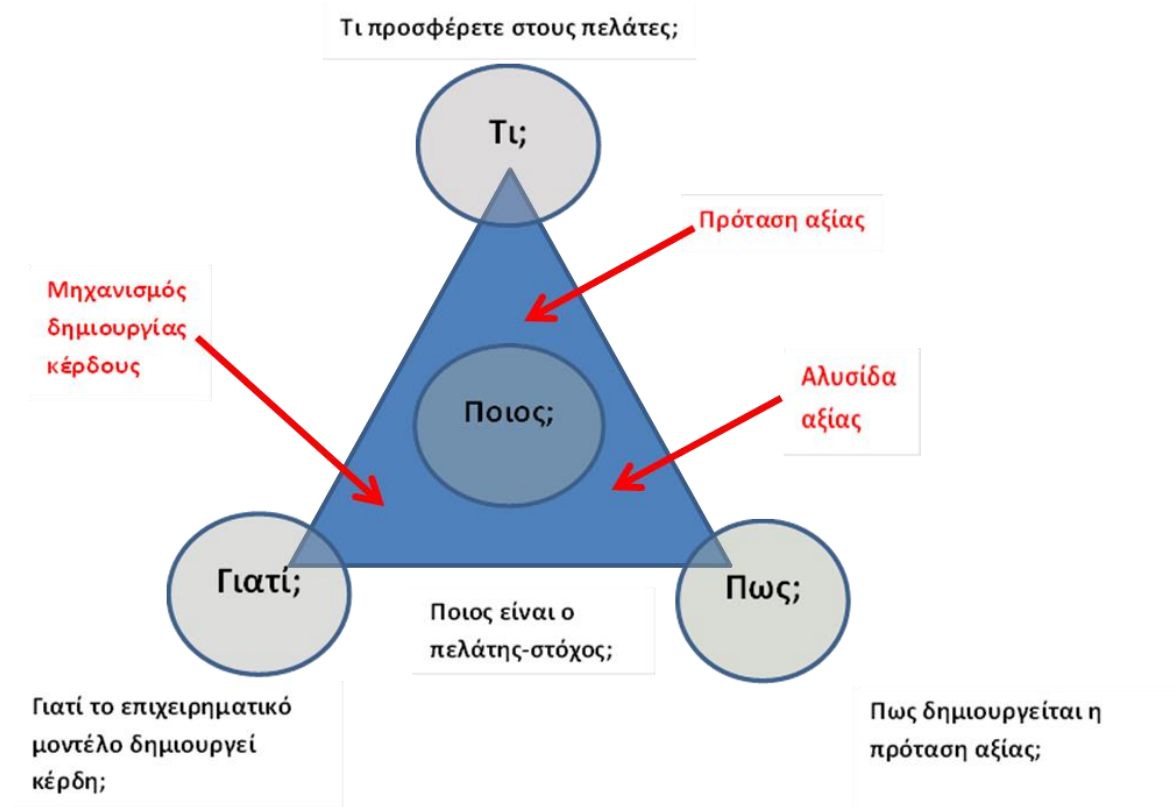 Τι προσφέρετε στους πελάτες;
Τι;
Πρόταση αξίας
Μηχανισμός
δημιουργίας
κέρδους
Αλυσίδα
αξίας
Ποιος;
Γιατί;
Πως;
Ποιος είναι ο
πελάτης-στόχος;
Γιατί το επιχειρηματικό
μοντέλο δημιουργεί
κέρδη;
Πως δημιουργείται η
πρόταση αξίας;